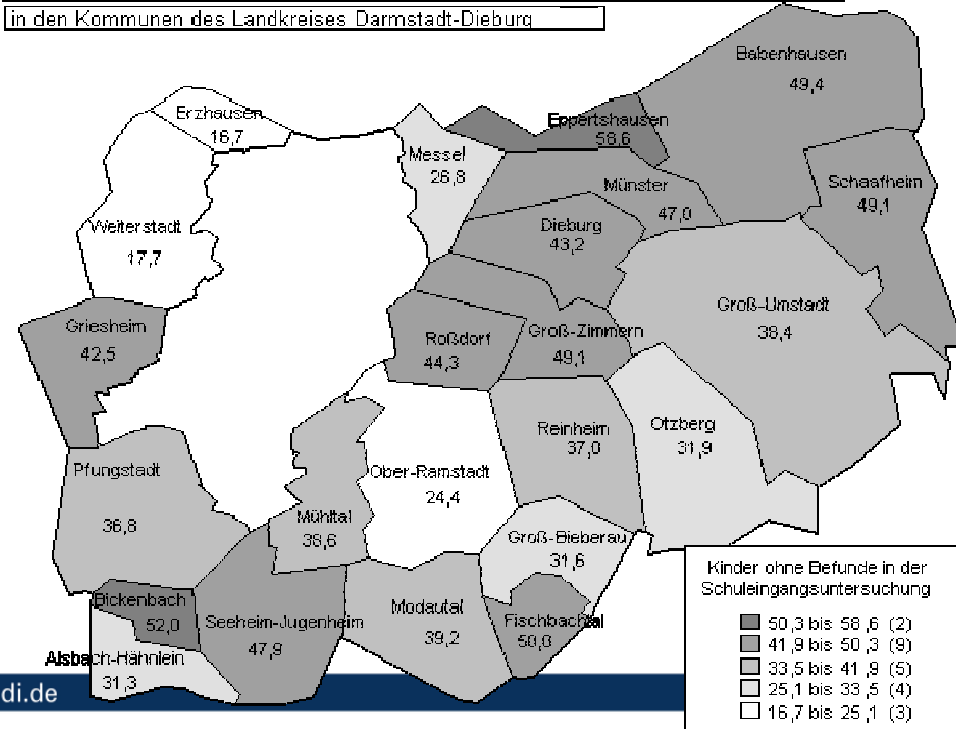 in den Kommunen des Landkreises Darmstadt-Dieburg
Babenhausen
49,4
Erzhausen
16,7
Eppertshausen
58,6
Messel
26,8
Münster
47,0
Schaafheim
49,1
Weiterstadt
17,7
Dieburg
43,2
Groß-Umstadt
38,4
Griesheim
42,5
Roßdorf
44,3
Groß-Zimmern
49,1
Reinheim
37,0
Otzberg
31,9
Pfungstadt
36,8
Ober-Ramstadt
24,4
Mühltal
38,6
Groß-Bieberau
31,6
Bickenbach
52,0
Seeheim-Jugenheim
47,9
Modautal
39,2
Fischbachtal
50,0
Alsbach-Hähnlein
31,3
di.de
Kinder ohne Befunde in der
Schuleingangsuntersuchung
50,3 bis 58,6 (2)
41,9 bis 50,3 (9)
33,5 bis 41,9 (5)
25,1 bis 33,5 (4)
16,7 bis 25,1 (3)